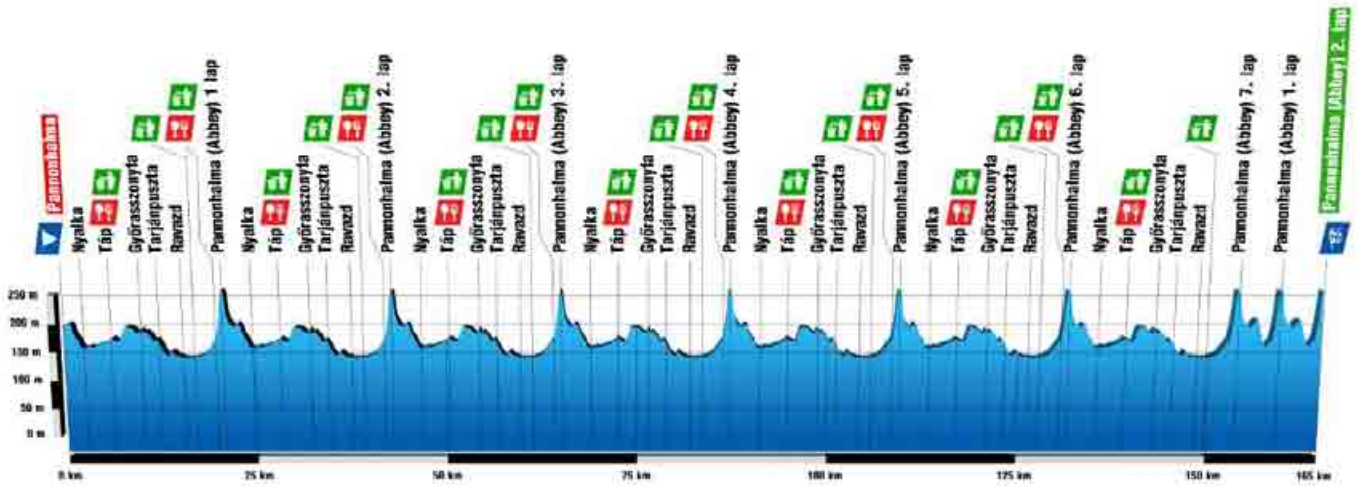 Pannonhalma
Nyalka
Táp
Győrasszonyfa
Tarjánpuszta
Ravazd
Pannonhalma (Abbey) 1 lap
Nyalka
Táp
Győrasszonyfa
Tarjánpuszta
Ravazd
Pannonhalma (Abbey) 2. lap
Nyalka
Táp
Győrasszonyfa
Tarjánpuszta
Ravazd
Pannonhalma (Abbey) 3. lap
Nyalka
Táp
Győrasszonyfa
Tarjánpuszta
Ravazd
Pannonhalma (Abbey) 4. lap
Nyalka
Táp
Győrasszonyfa
Tarjánpuszta
Ravazd
Pannonhalma (Abbey) 5. lap
Nyalka
Táp
Győrasszonyfa
Tarjánpuszta
Ravazd
Pannonhalma (Abbey) 6. lap
Nyalka
Táp
Győrasszonyfa
Tarjánpuszta
Ravazd
Pannonhalma (Abbey) 7. lap
Pannonhalma (Abbey) 1. lap
Pannonhalma (Abbey) 2. lap
250 m
200 m
150 m
100 m
50 m
0 m
0 km
25 km
50 km
75 km
100 km
125 km
150 km
165 km